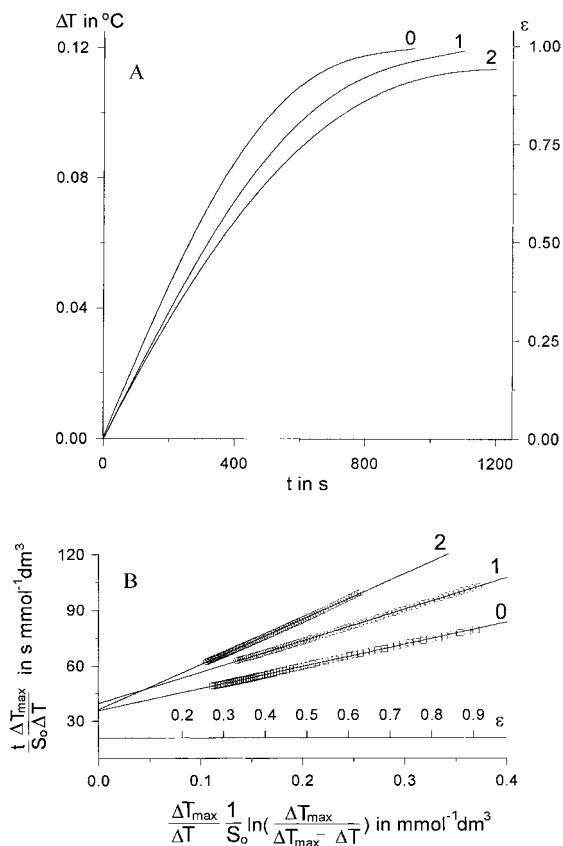 ΔT in °C
ε
A
0
1
2
0.12
0.08
0.04
0.00
1.00
0.75
0.50
0.25
0.00
0
400
800
1200
t in s
B
2
1
0
120
90
60
30
t ΔTmax / S₀ΔT in s mmol⁻¹dm³
0.2 0.3 0.4 0.5 0.6 0.7 0.8 0.9 ε
0.0 0.1 0.2 0.3 0.4
ΔTmax / ΔT 1 / S₀ ln( ΔTmax / ΔTmax - ΔT ) in mmol⁻¹dm³